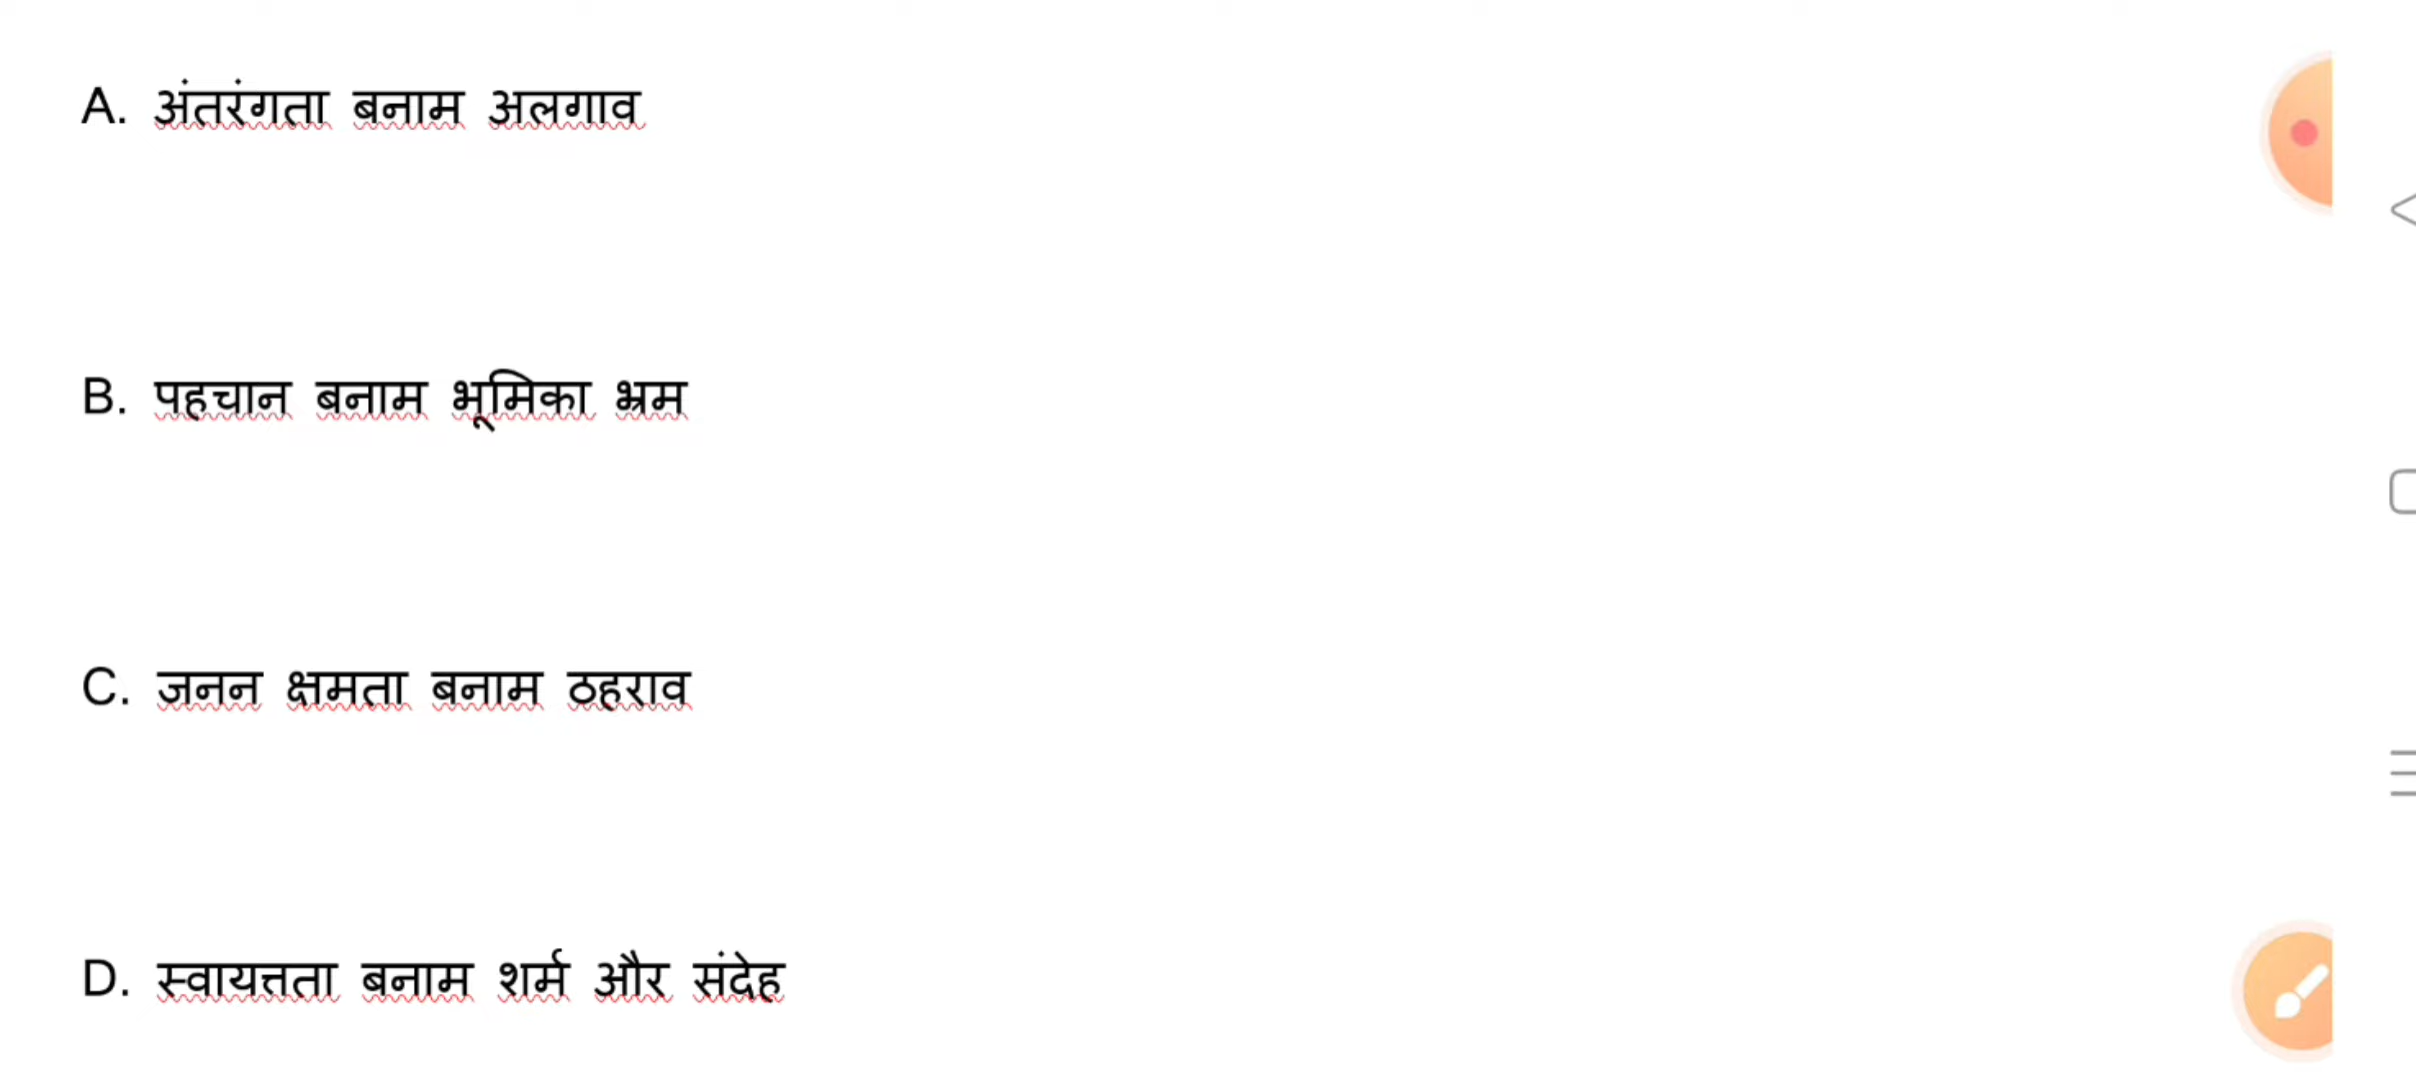 A. अंतरंगता बनाम अलगाव
B. पहचान बनाम भूमिका भ्रम
C. जनन क्षमता बनाम ठहराव
D. स्वायत्तता बनाम शर्म और संदेह